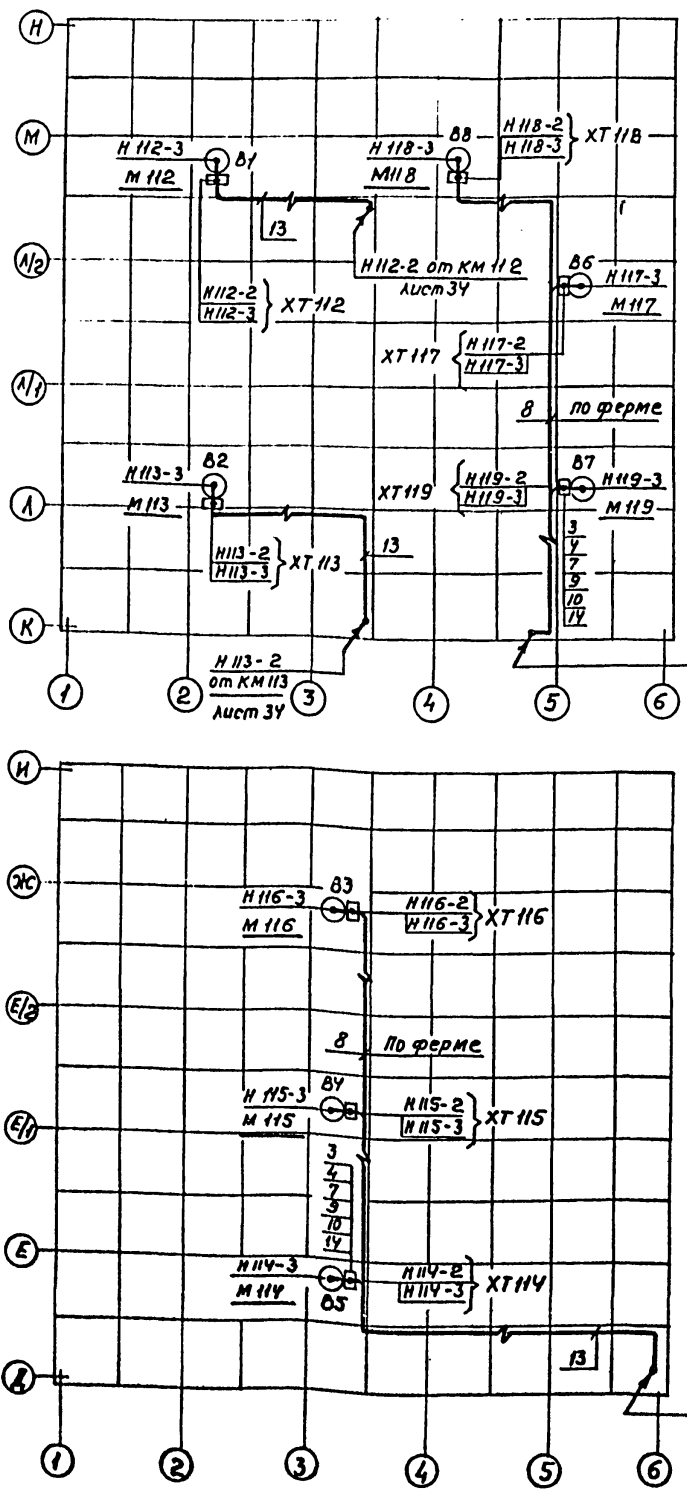 Н
М
Н112-3
В1
М112
13
Н112-2 от КМ112
лист 34
Н112-2
Н112-3
ХТ112
Н118-3
В8
М118
Н118-2
Н118-3
ХТ118
Л/2
В6
Н117-3
М117
ХТ117
Н117-2
Н117-3
Л/1
8 по ферме
Н113-3
В2
М113
Н113-2
Н113-3
ХТ113
13
Л
ХТ119
Н119-2
Н119-3
В7
Н119-3
М119
3
4
7
9
10
14
К
Н113-2
от КМ113
лист 34
1
2
3
4
5
6
И
Ж
Н116-3
В3
М116
Н116-2
Н116-3
ХТ116
Е/2
8 По ферме
Н115-3
В4
М115
Н115-2
Н115-3
ХТ115
Е/1
3
4
7
9
10
14
Е
Н114-3
М114
В5
Н114-2
Н114-3
ХТ114
13
Д
1
2
3
4
5
6